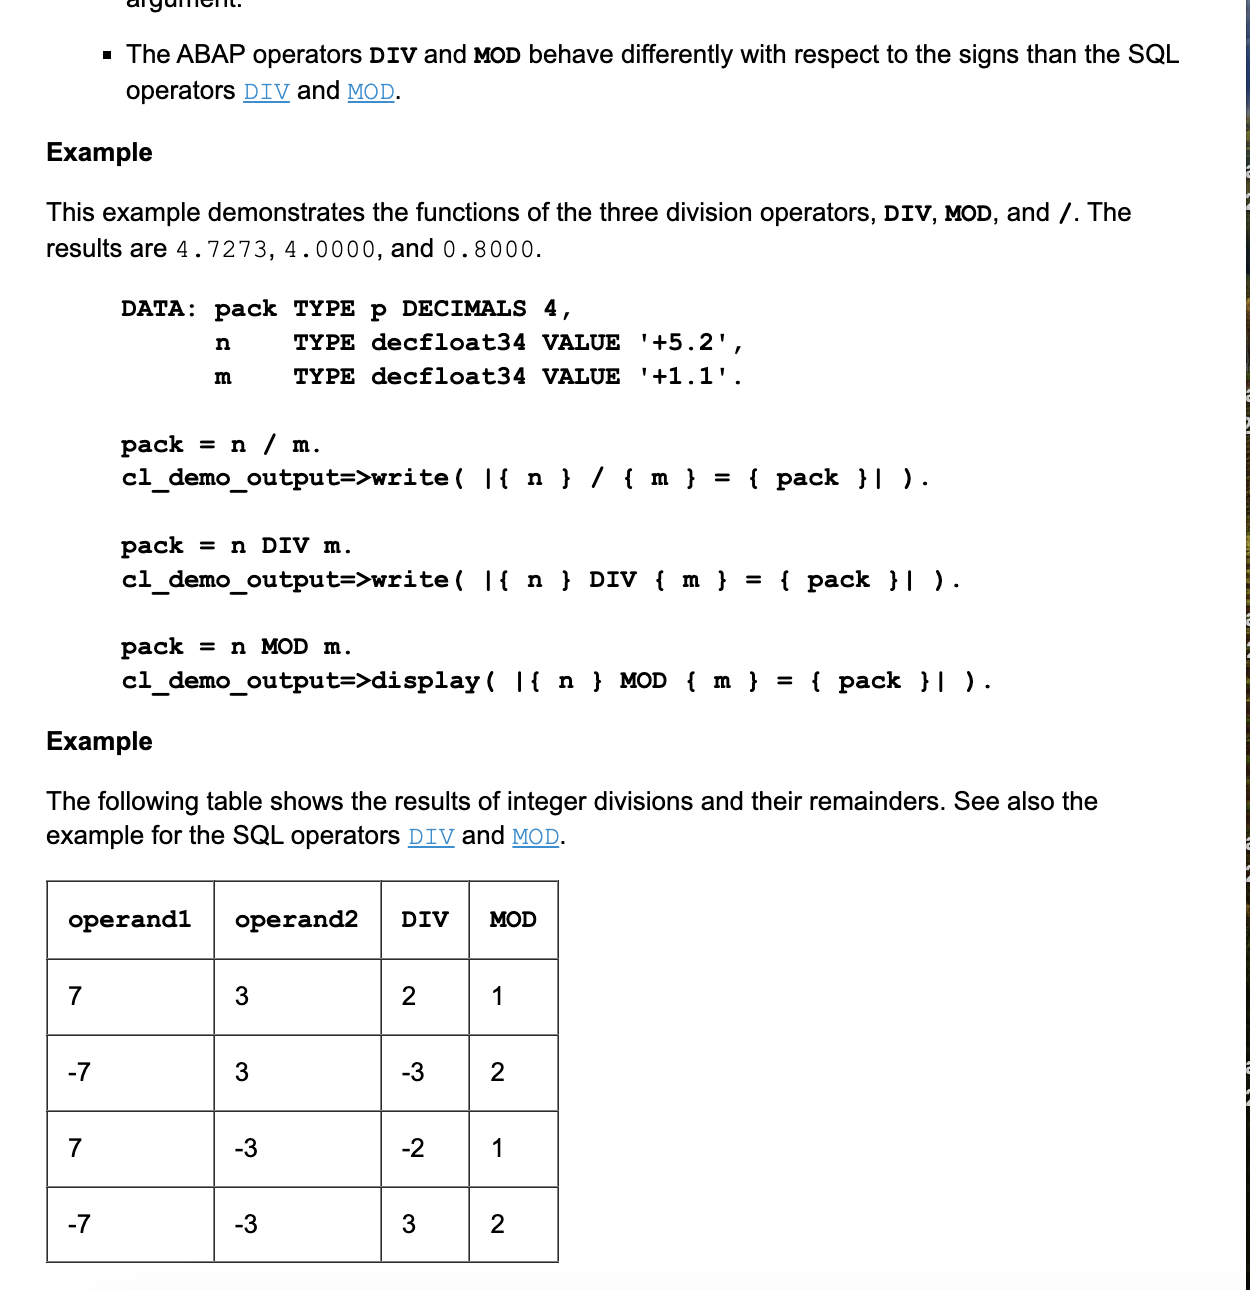 argument.
▪ The ABAP operators DIV and MOD behave differently with respect to the signs than the SQL
operators DIV and MOD.
Example
This example demonstrates the functions of the three division operators, DIV, MOD, and /. The
results are 4.7273, 4.0000, and 0.8000.
DATA: pack TYPE p DECIMALS 4,
      n    TYPE decfloat34 VALUE '+5.2',
      m    TYPE decfloat34 VALUE '+1.1'.
pack = n / m.
cl_demo_output=>write( |{ n } / { m } = { pack }| ).
pack = n DIV m.
cl_demo_output=>write( |{ n } DIV { m } = { pack }| ).
pack = n MOD m.
cl_demo_output=>display( |{ n } MOD { m } = { pack }| ).
Example
The following table shows the results of integer divisions and their remainders. See also the
example for the SQL operators DIV and MOD.
operand1 operand2 DIV MOD
7 3 2 1
-7 3 -3 2
7 -3 -2 1
-7 -3 3 2